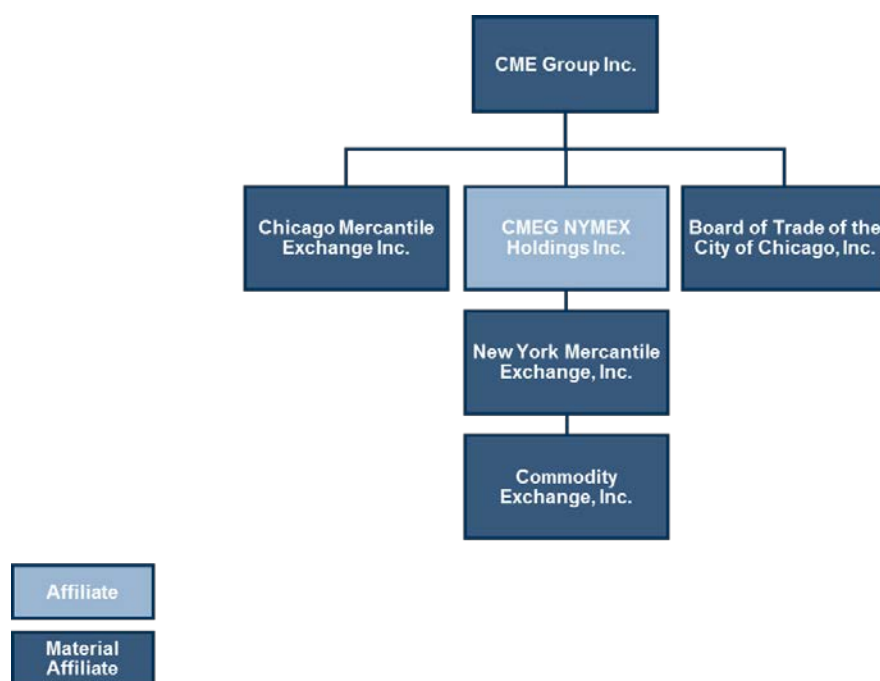 CME Group Inc.
Chicago Mercantile
Exchange Inc.
CMEG NYMEX
Holdings Inc.
Board of Trade of the
City of Chicago, Inc.
New York Mercantile
Exchange, Inc.
Commodity
Exchange, Inc.
Affiliate
Material
Affiliate